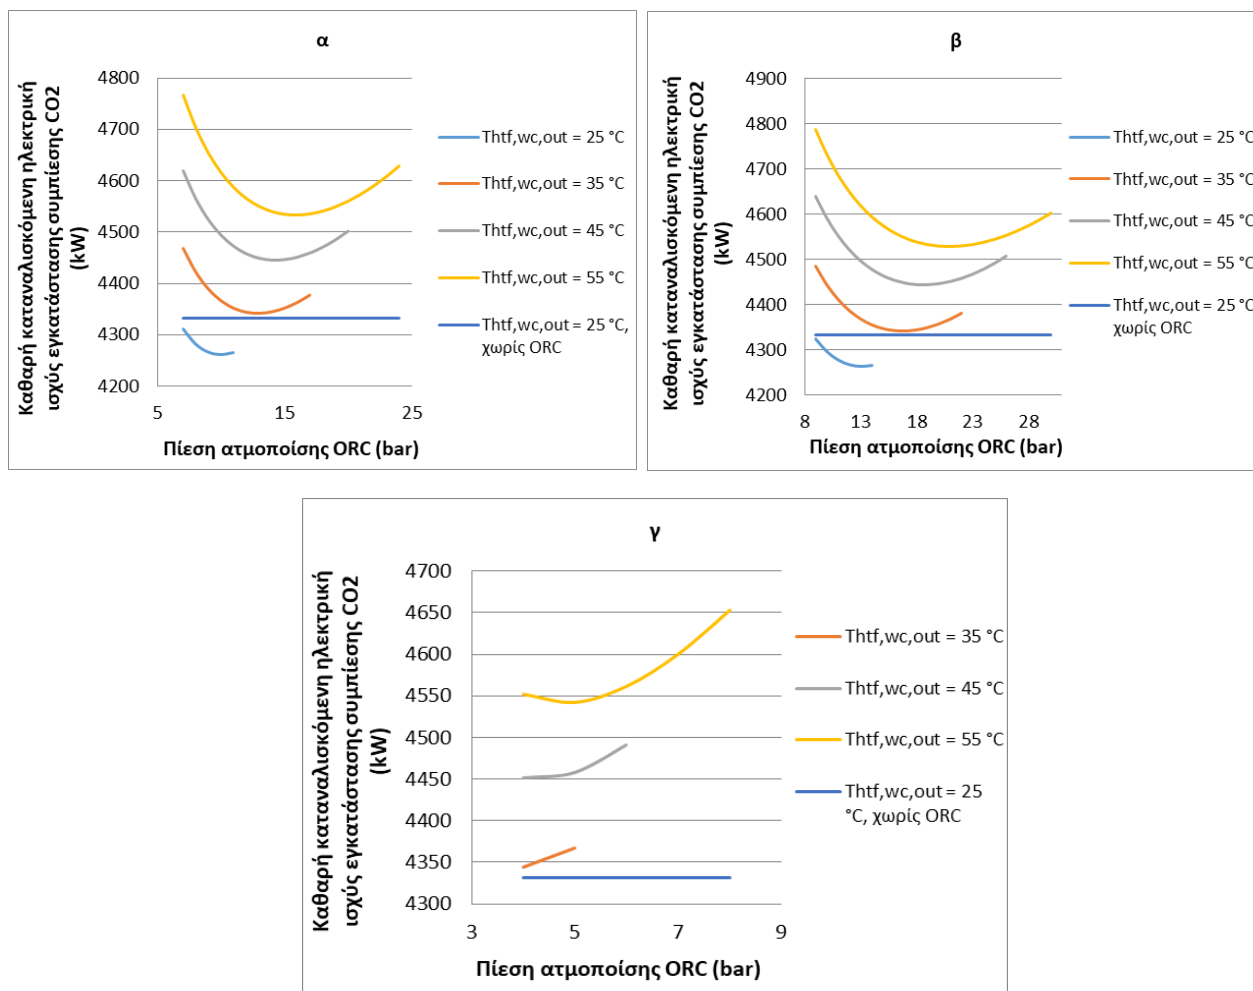 α
Καθαρή καταναλισκόμενη ηλεκτρική
ισχύς εγκατάστασης συμπίεσης CO2
(kW)
4800
4700
4600
4500
4400
4300
4200
5
15
25
Πίεση ατμοποίσης ORC (bar)
Thtf,wc,out = 25 °C
Thtf,wc,out = 35 °C
Thtf,wc,out = 45 °C
Thtf,wc,out = 55 °C
Thtf,wc,out = 25 °C,
χωρίς ORC
β
Καθαρή καταναλισκόμενη ηλεκτρική
ισχύς εγκατάστασης συμπίεσης CO2
(kW)
4900
4800
4700
4600
4500
4400
4300
4200
8
13
18
23
28
Πίεση ατμοποίσης ORC (bar)
Thtf,wc,out = 25 °C
Thtf,wc,out = 35 °C
Thtf,wc,out = 45 °C
Thtf,wc,out = 55 °C
Thtf,wc,out = 25 °C
χωρίς ORC
γ
Καθαρή καταναλισκόμενη ηλεκτρική
ισχύς εγκατάστασης συμπίεσης CO2
(kW)
4700
4650
4600
4550
4500
4450
4400
4350
4300
3
5
7
9
Πίεση ατμοποίσης ORC (bar)
Thtf,wc,out = 35 °C
Thtf,wc,out = 45 °C
Thtf,wc,out = 55 °C
Thtf,wc,out = 25
°C, χωρίς ORC